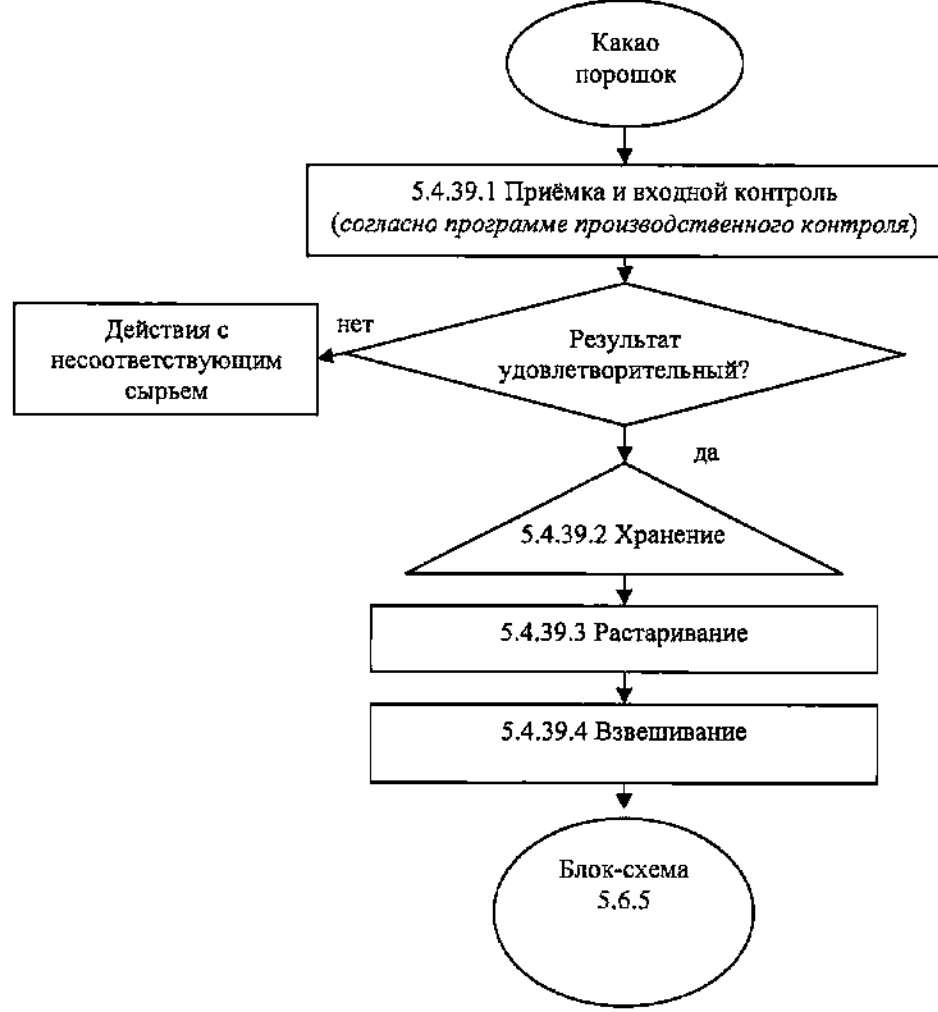 Какао
порошок
5.4.39.1 Приёмка и входной контроль
(согласно программе производственного контроля)
Действия с
несоответствующим
сырьем
нет
Результат
удовлетворительный?
да
5.4.39.2 Хранение
5.4.39.3 Растаривание
5.4.39.4 Взвешивание
Блок-схема
5.6.5